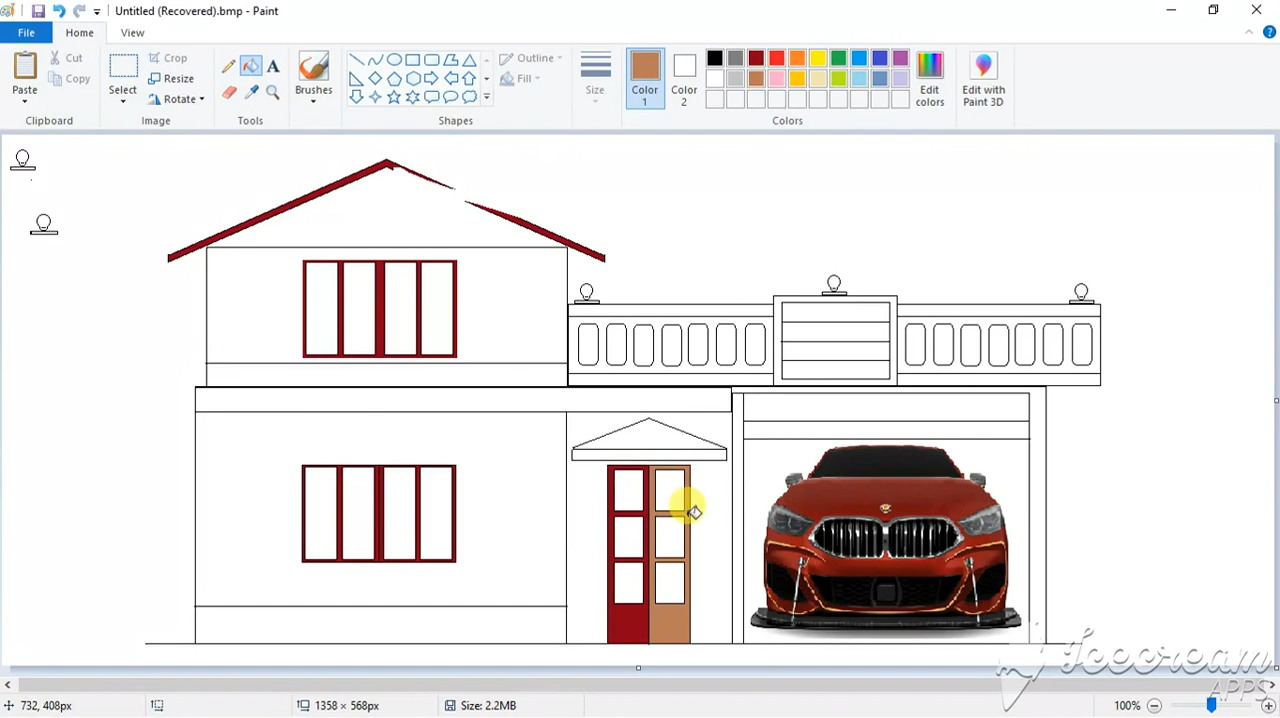 Untitled (Recovered).bmp - Paint
File
Home
View
Paste
Cut
Copy
Clipboard
Select
Crop
Resize
Rotate
Image
Tools
Brushes
Outline
Fill
Shapes
Size
Color 1
Color 2
Edit colors
Colors
Edit with Paint 3D
Icecream
APPS
732, 408px
1358 × 568px
Size: 2.2MB
100%